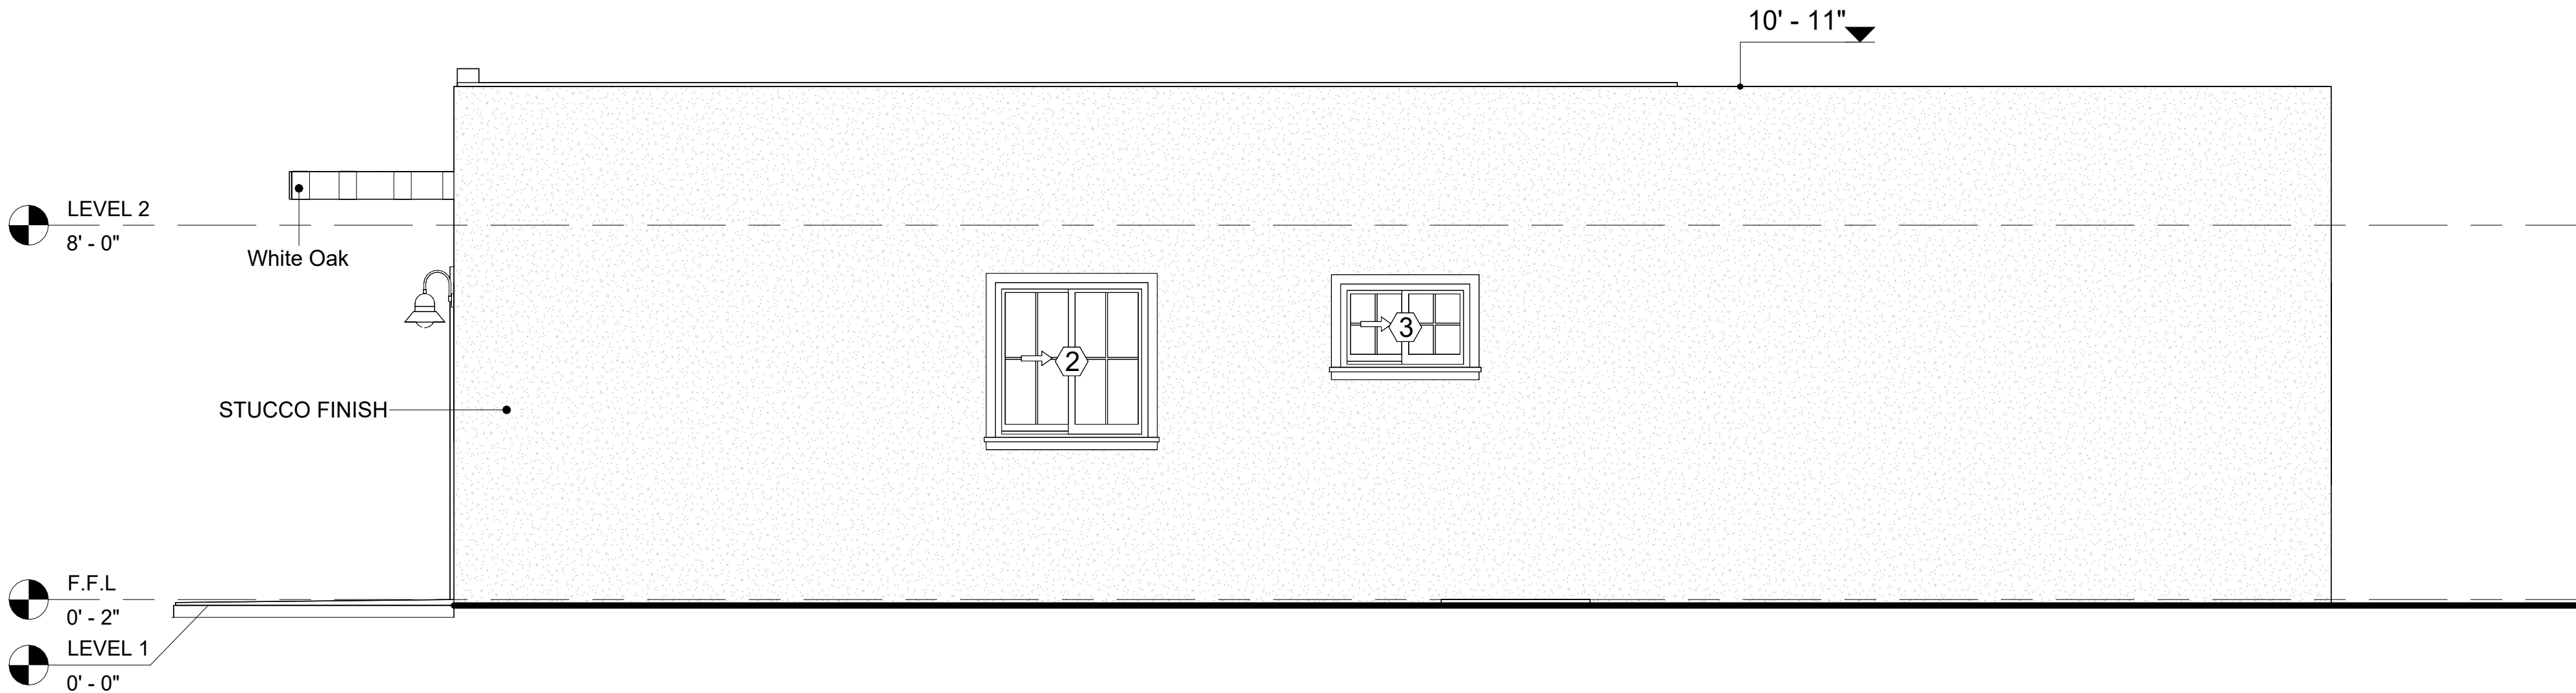 10' - 11"
LEVEL 2
8' - 0"
White Oak
2
3
STUCCO FINISH
F.F.L
0' - 2"
LEVEL 1
0' - 0"